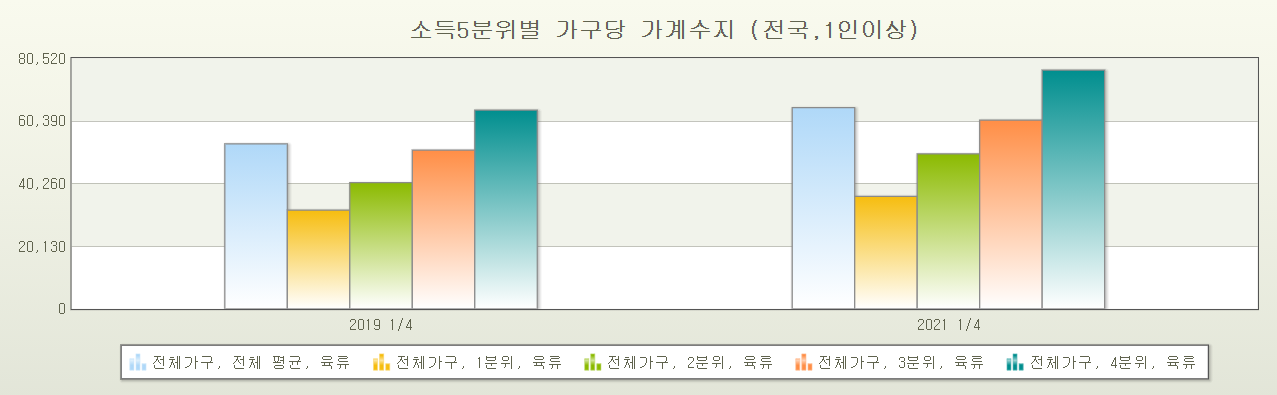 소득5분위별 가구당 가계수지 (전국,1인이상)
80,520
60,390
40,260
20,130
0
2019 1/4
2021 1/4
전체가구, 전체 평균, 육류
전체가구, 1분위, 육류
전체가구, 2분위, 육류
전체가구, 3분위, 육류
전체가구, 4분위, 육류